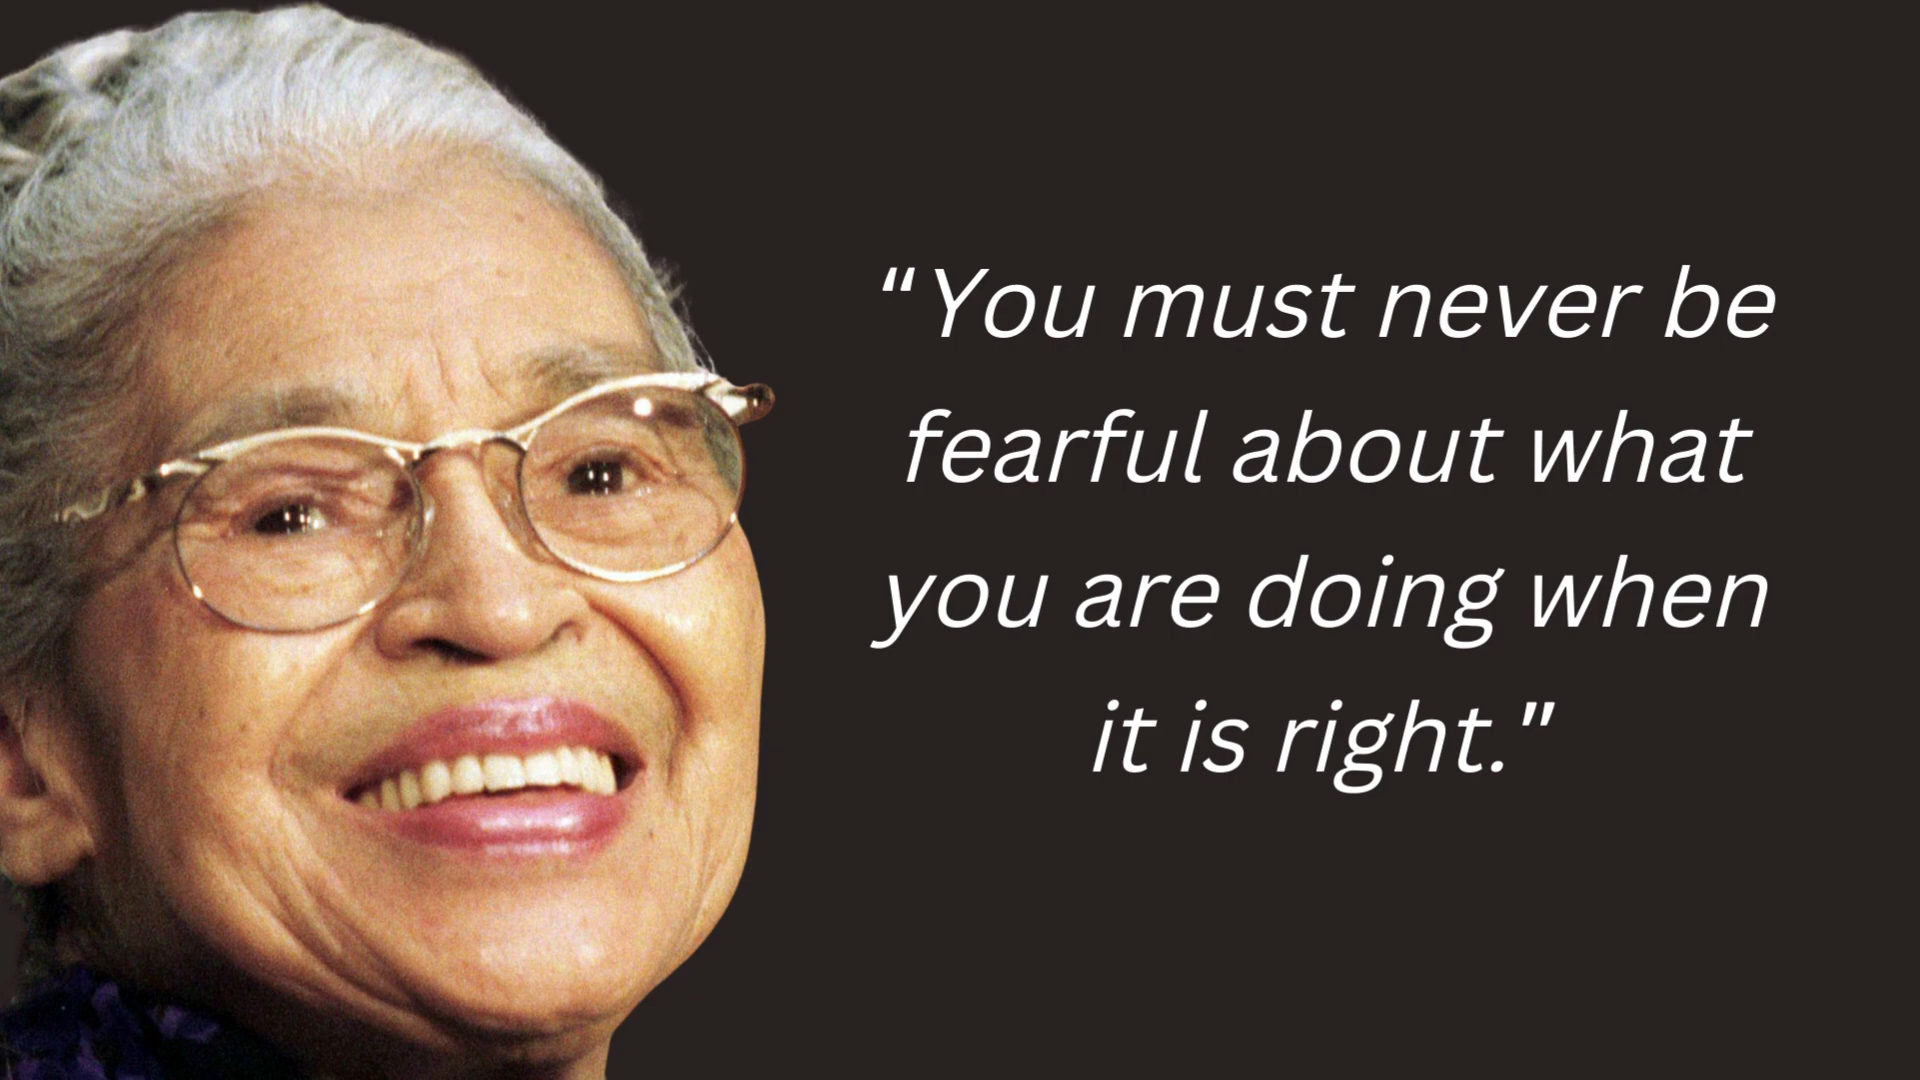 “You must never be
fearful about what
you are doing when
it is right.”